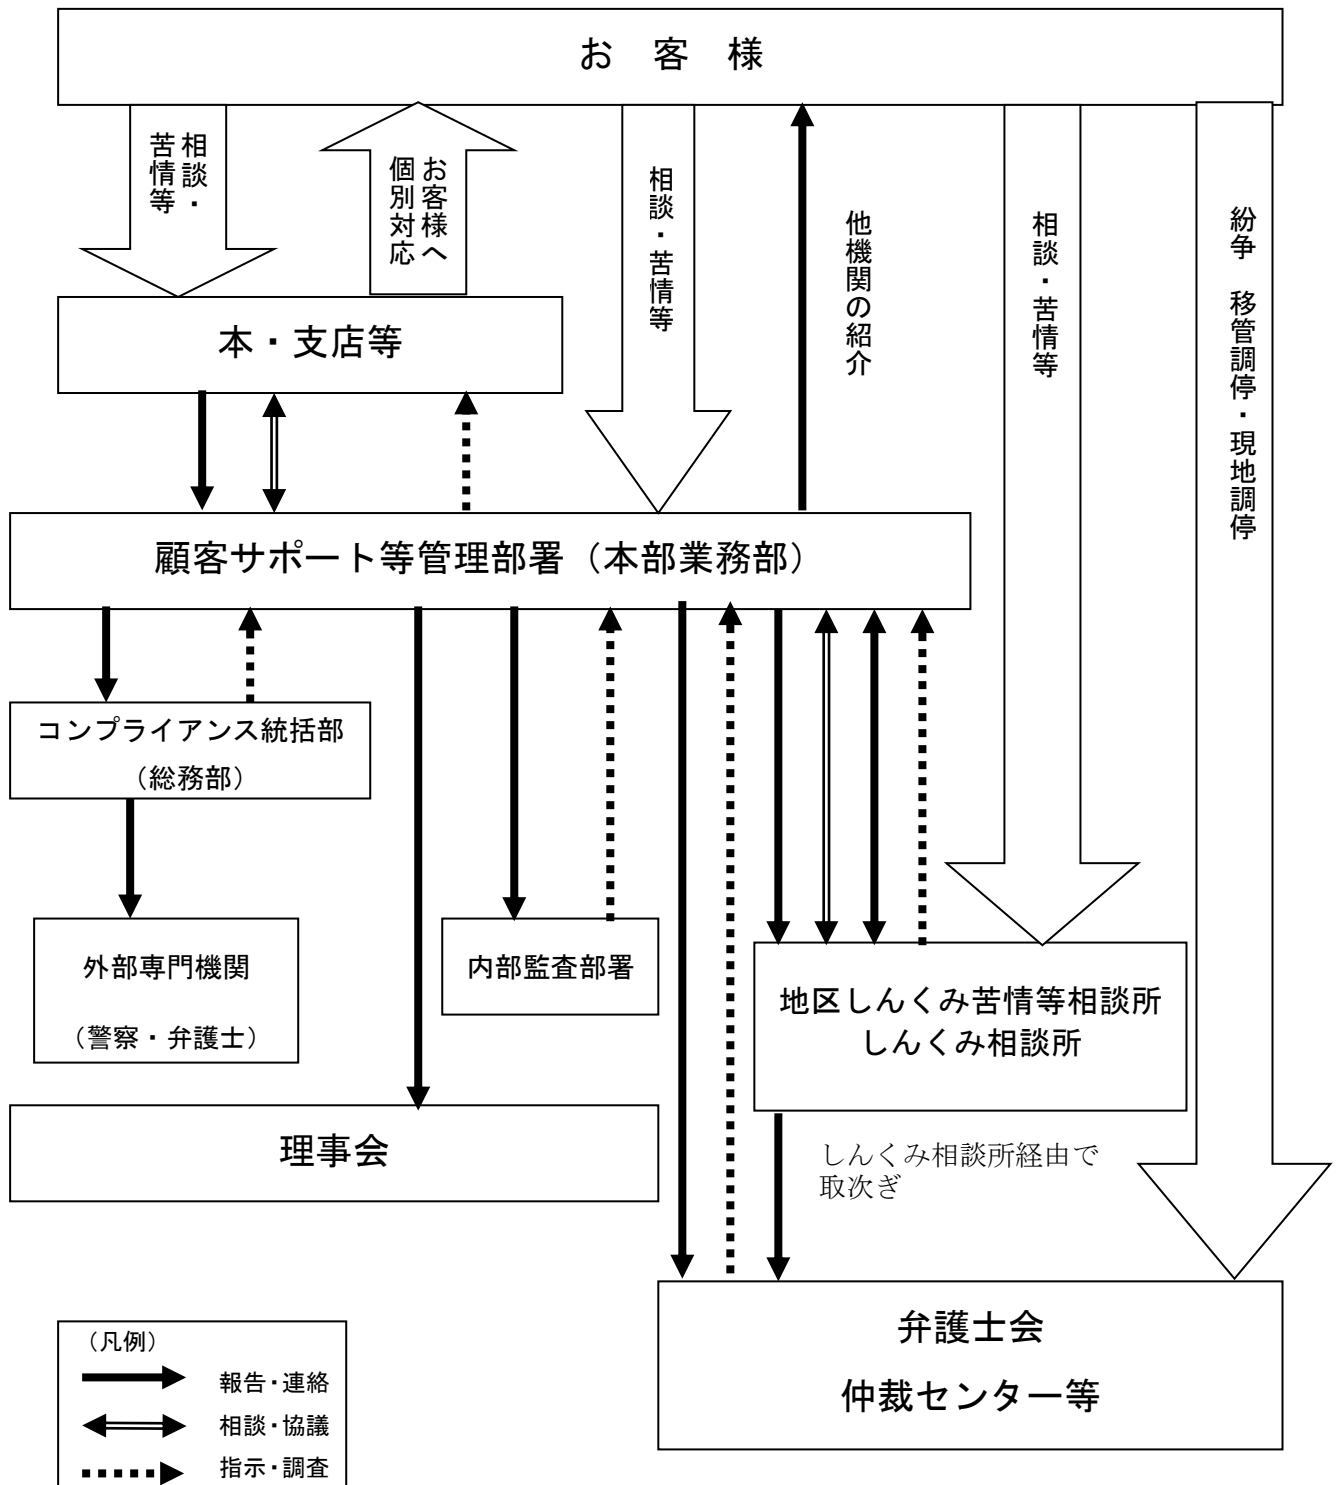 お 客 様
相談・
苦情等
お客様へ
個別対応
相談・苦情等
他機関の紹介
相談・苦情等
紛争 移管調停・現地調停
本・支店等
顧客サポート等管理部署（本部業務部）
コンプライアンス統括部
（総務部）
外部専門機関
（警察・弁護士）
内部監査部署
地区しんくみ苦情等相談所
しんくみ相談所
理事会
しんくみ相談所経由で
取次ぎ
弁護士会
仲裁センター等
（凡例）
報告・連絡
相談・協議
指示・調査